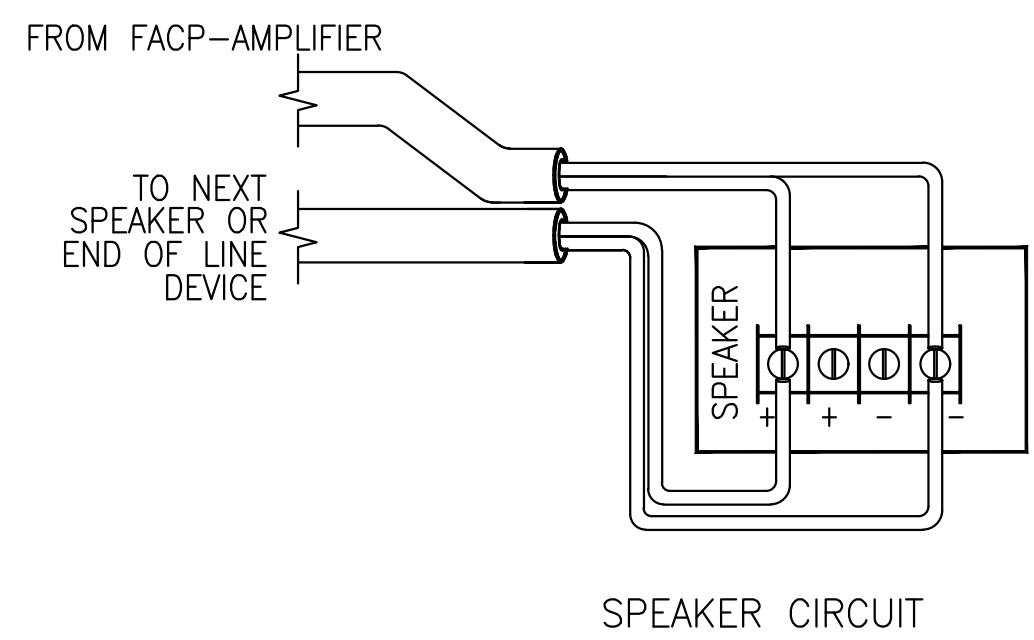 FROM FACP-AMPLIFIER
TO NEXT
SPEAKER OR
END OF LINE
DEVICE
SPEAKER
+ + - -
SPEAKER CIRCUIT